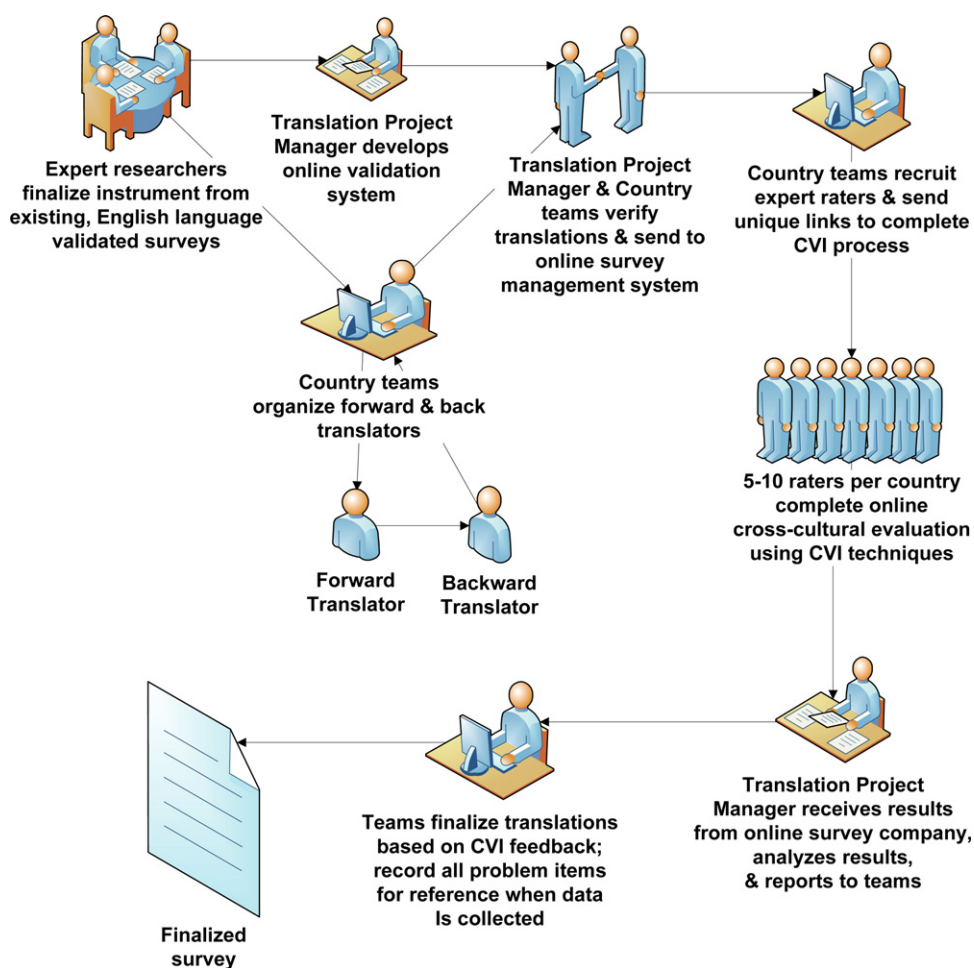 Expert researchers
finalize instrument from
existing, English language
validated surveys
Translation Project
Manager develops
online validation
system
Translation Project
Manager & Country
teams verify
translations & send to
online survey
management system
Country teams recruit
expert raters & send
unique links to complete
CVI process
Country teams
organize forward & back
translators
Forward
Translator
Backward
Translator
5-10 raters per country
complete online
cross-cultural evaluation
using CVI techniques
Translation Project
Manager receives results
from online survey company,
analyzes results,
& reports to teams
Teams finalize translations
based on CVI feedback;
record all problem items
for reference when data
Is collected
Finalized
survey